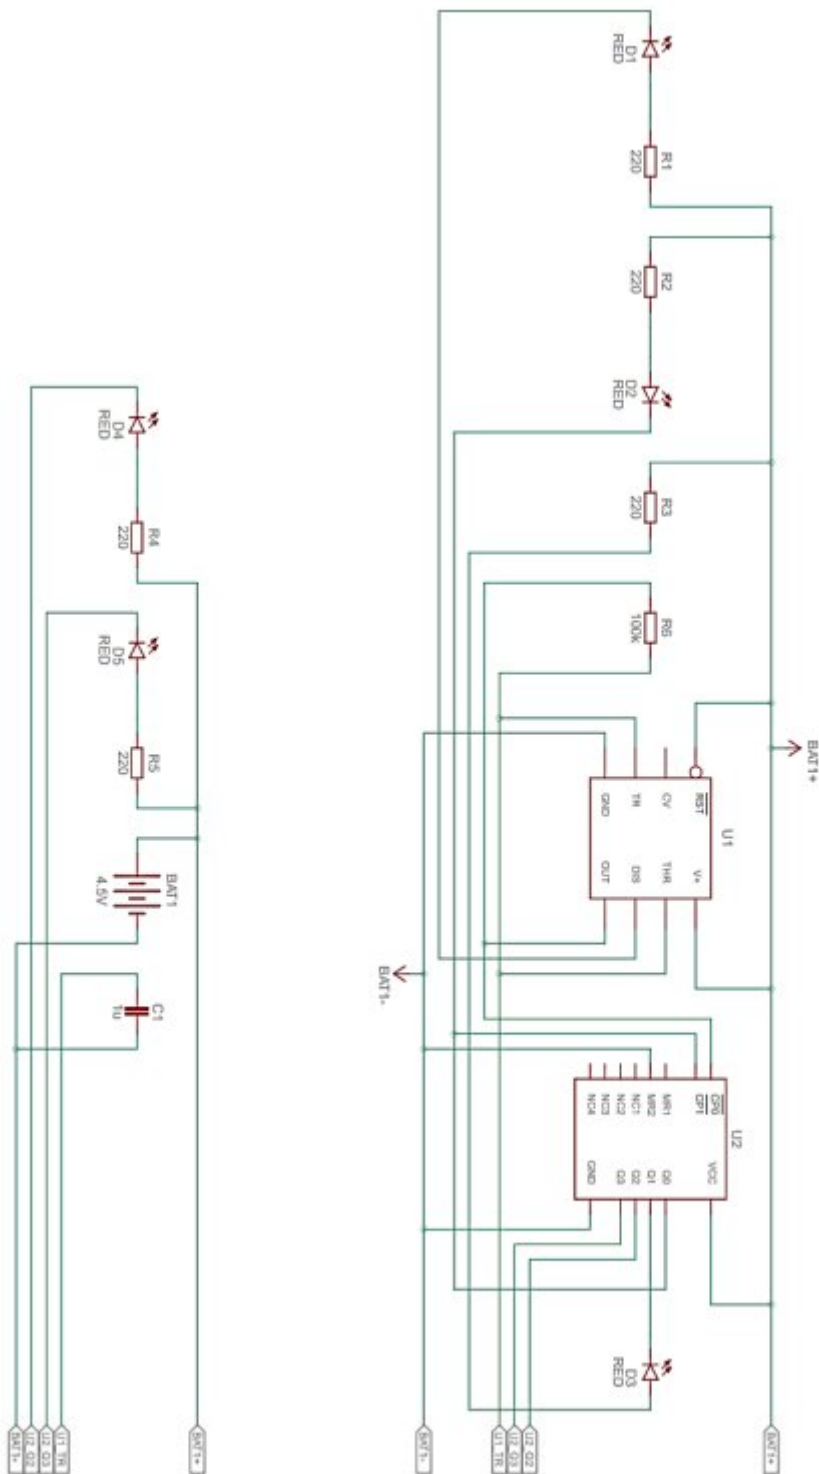 BAT1+
BAT1+
U2_Q2
U2_Q3
U1_TR
BAT1-
D3
RED
U2
CP0
CP1
MR1
MR2
NC1
NC2
NC3
NC4
VCC
Q0
Q1
Q2
Q3
GND
BAT1-
U1
RST
CV
TR
GND
V+
THR
DIS
OUT
R6
100k
R3
220
D2
RED
R2
220
R1
220
D1
RED
D4
RED
R4
220
D5
RED
R5
220
BAT1
4.5V
C1
1u
BAT1+
U1_TR
U2_Q3
U2_Q2
BAT1-